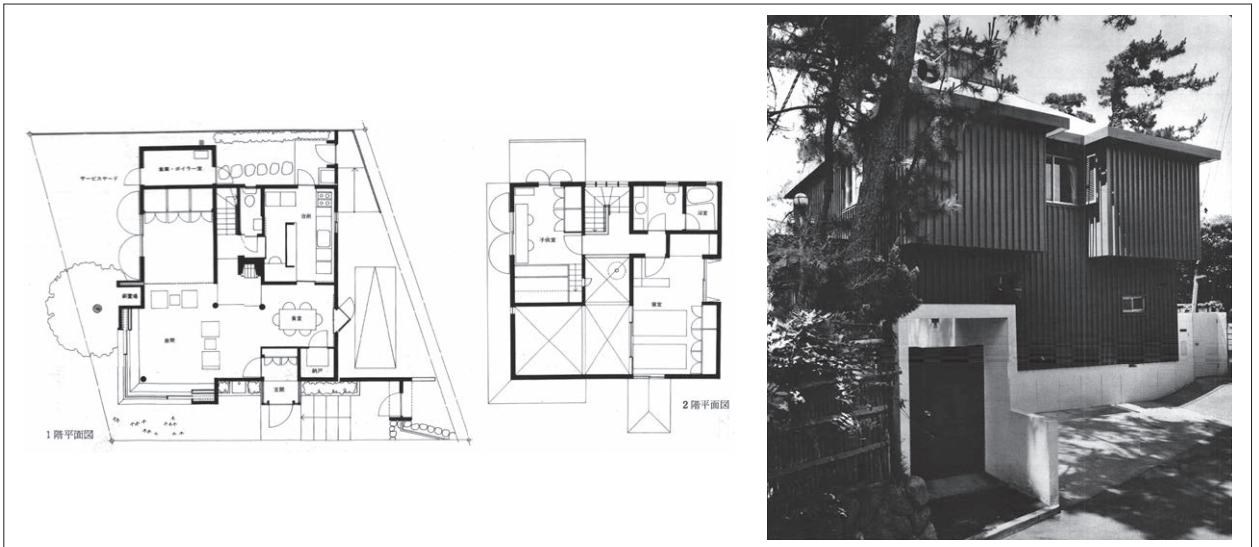 倉庫・ボイラー室
サービスヤード
台所
食堂
居間
納戸
玄関
1階平面図
浴室
子供室
寝室
2階平面図